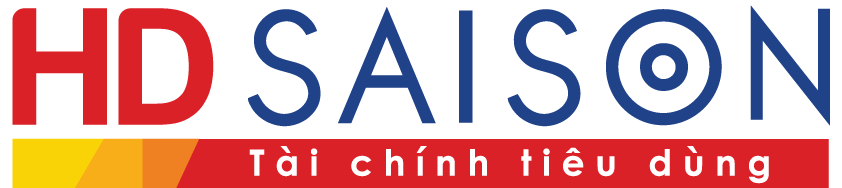 HD SAISON
Tài chính tiêu dùng